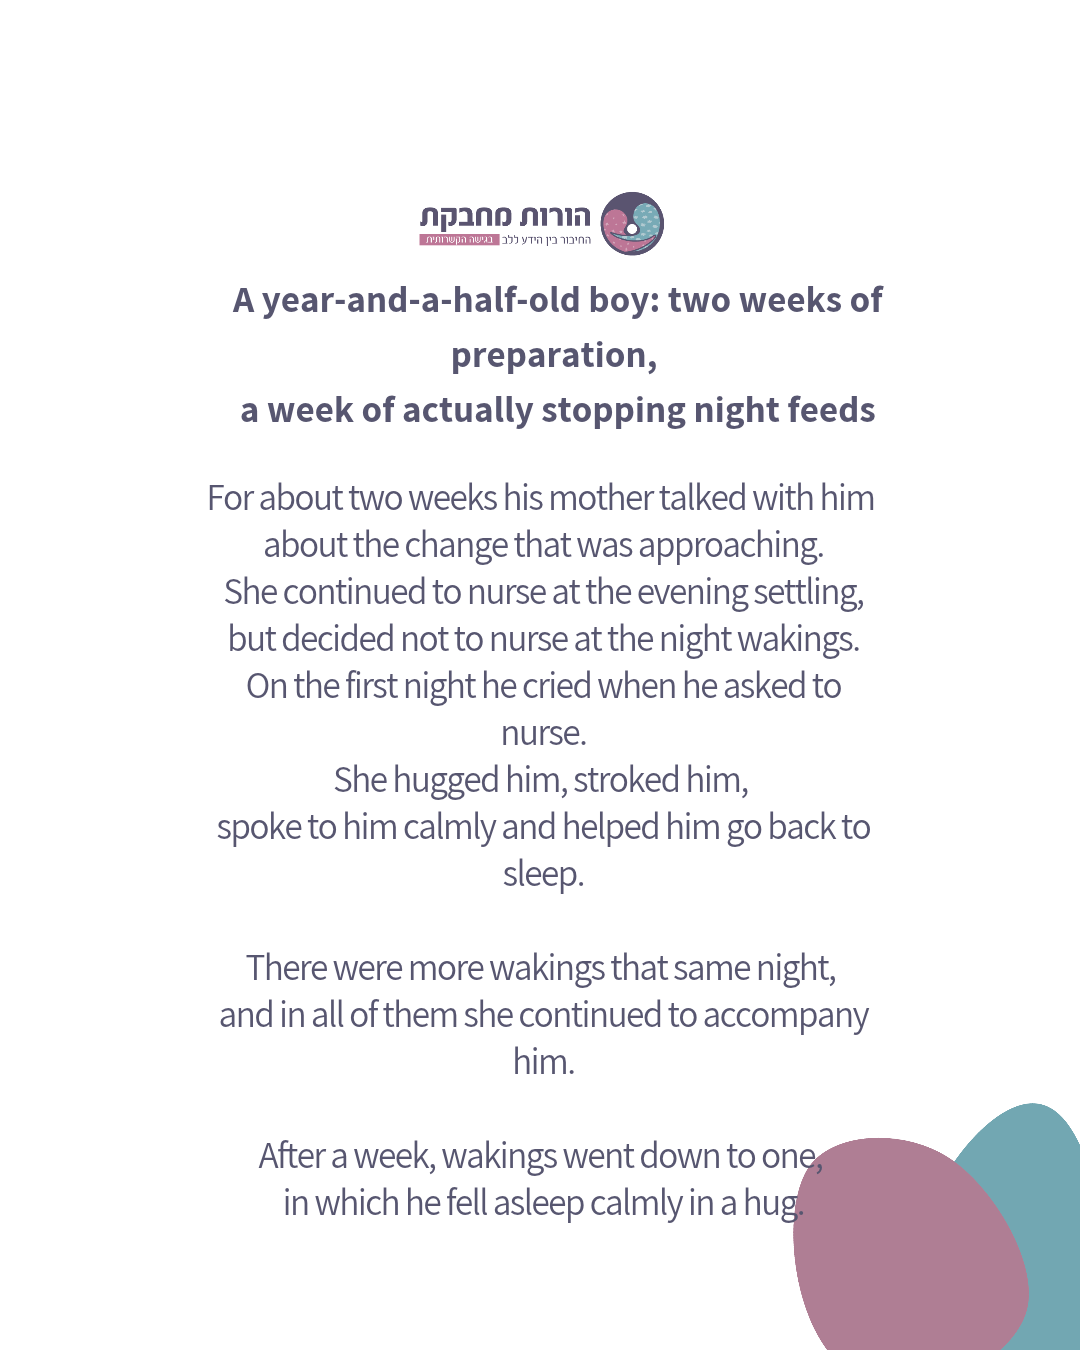 הורות מחבקת
החיבור בין הידע ללב בגישה הקשרותית
A year-and-a-half-old boy: two weeks of
preparation,
a week of actually stopping night feeds
For about two weeks his mother talked with him
about the change that was approaching.
She continued to nurse at the evening settling,
but decided not to nurse at the night wakings.
On the first night he cried when he asked to
nurse.
She hugged him, stroked him,
spoke to him calmly and helped him go back to
sleep.
There were more wakings that same night,
and in all of them she continued to accompany
him.
After a week, wakings went down to one,
in which he fell asleep calmly in a hug.